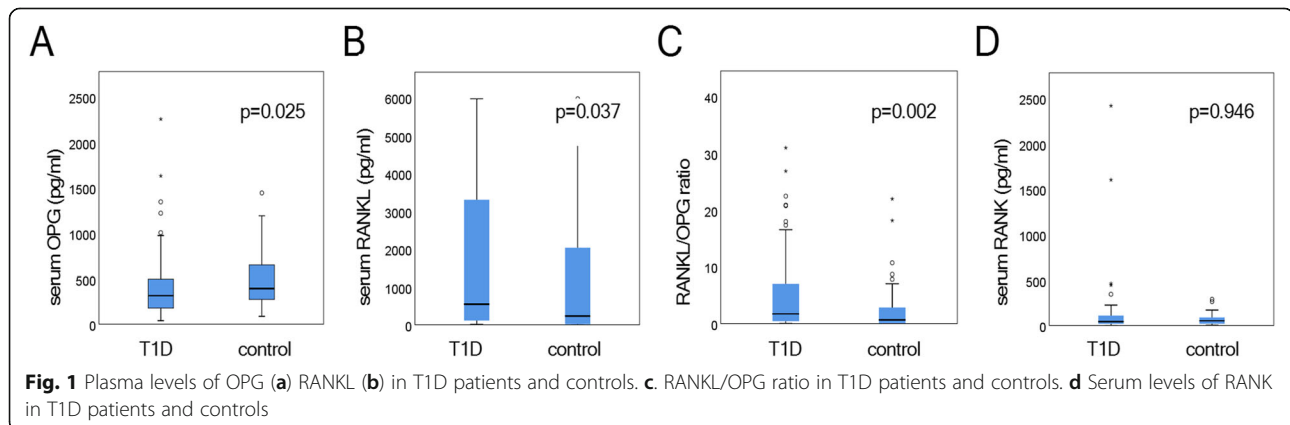 A
B
C
D
2500
2000
1500
1000
500
0
serum OPG (pg/ml)
p=0.025
T1D control
6000
5000
4000
3000
2000
1000
0
serum RANKL (pg/ml)
p=0.037
T1D control
40
30
20
10
0
RANKL/OPG ratio
p=0.002
T1D control
2500
2000
1500
1000
500
0
serum RANK (pg/ml)
p=0.946
T1D control
Fig. 1 Plasma levels of OPG (a) RANKL (b) in T1D patients and controls. c. RANKL/OPG ratio in T1D patients and controls. d Serum levels of RANK
in T1D patients and controls